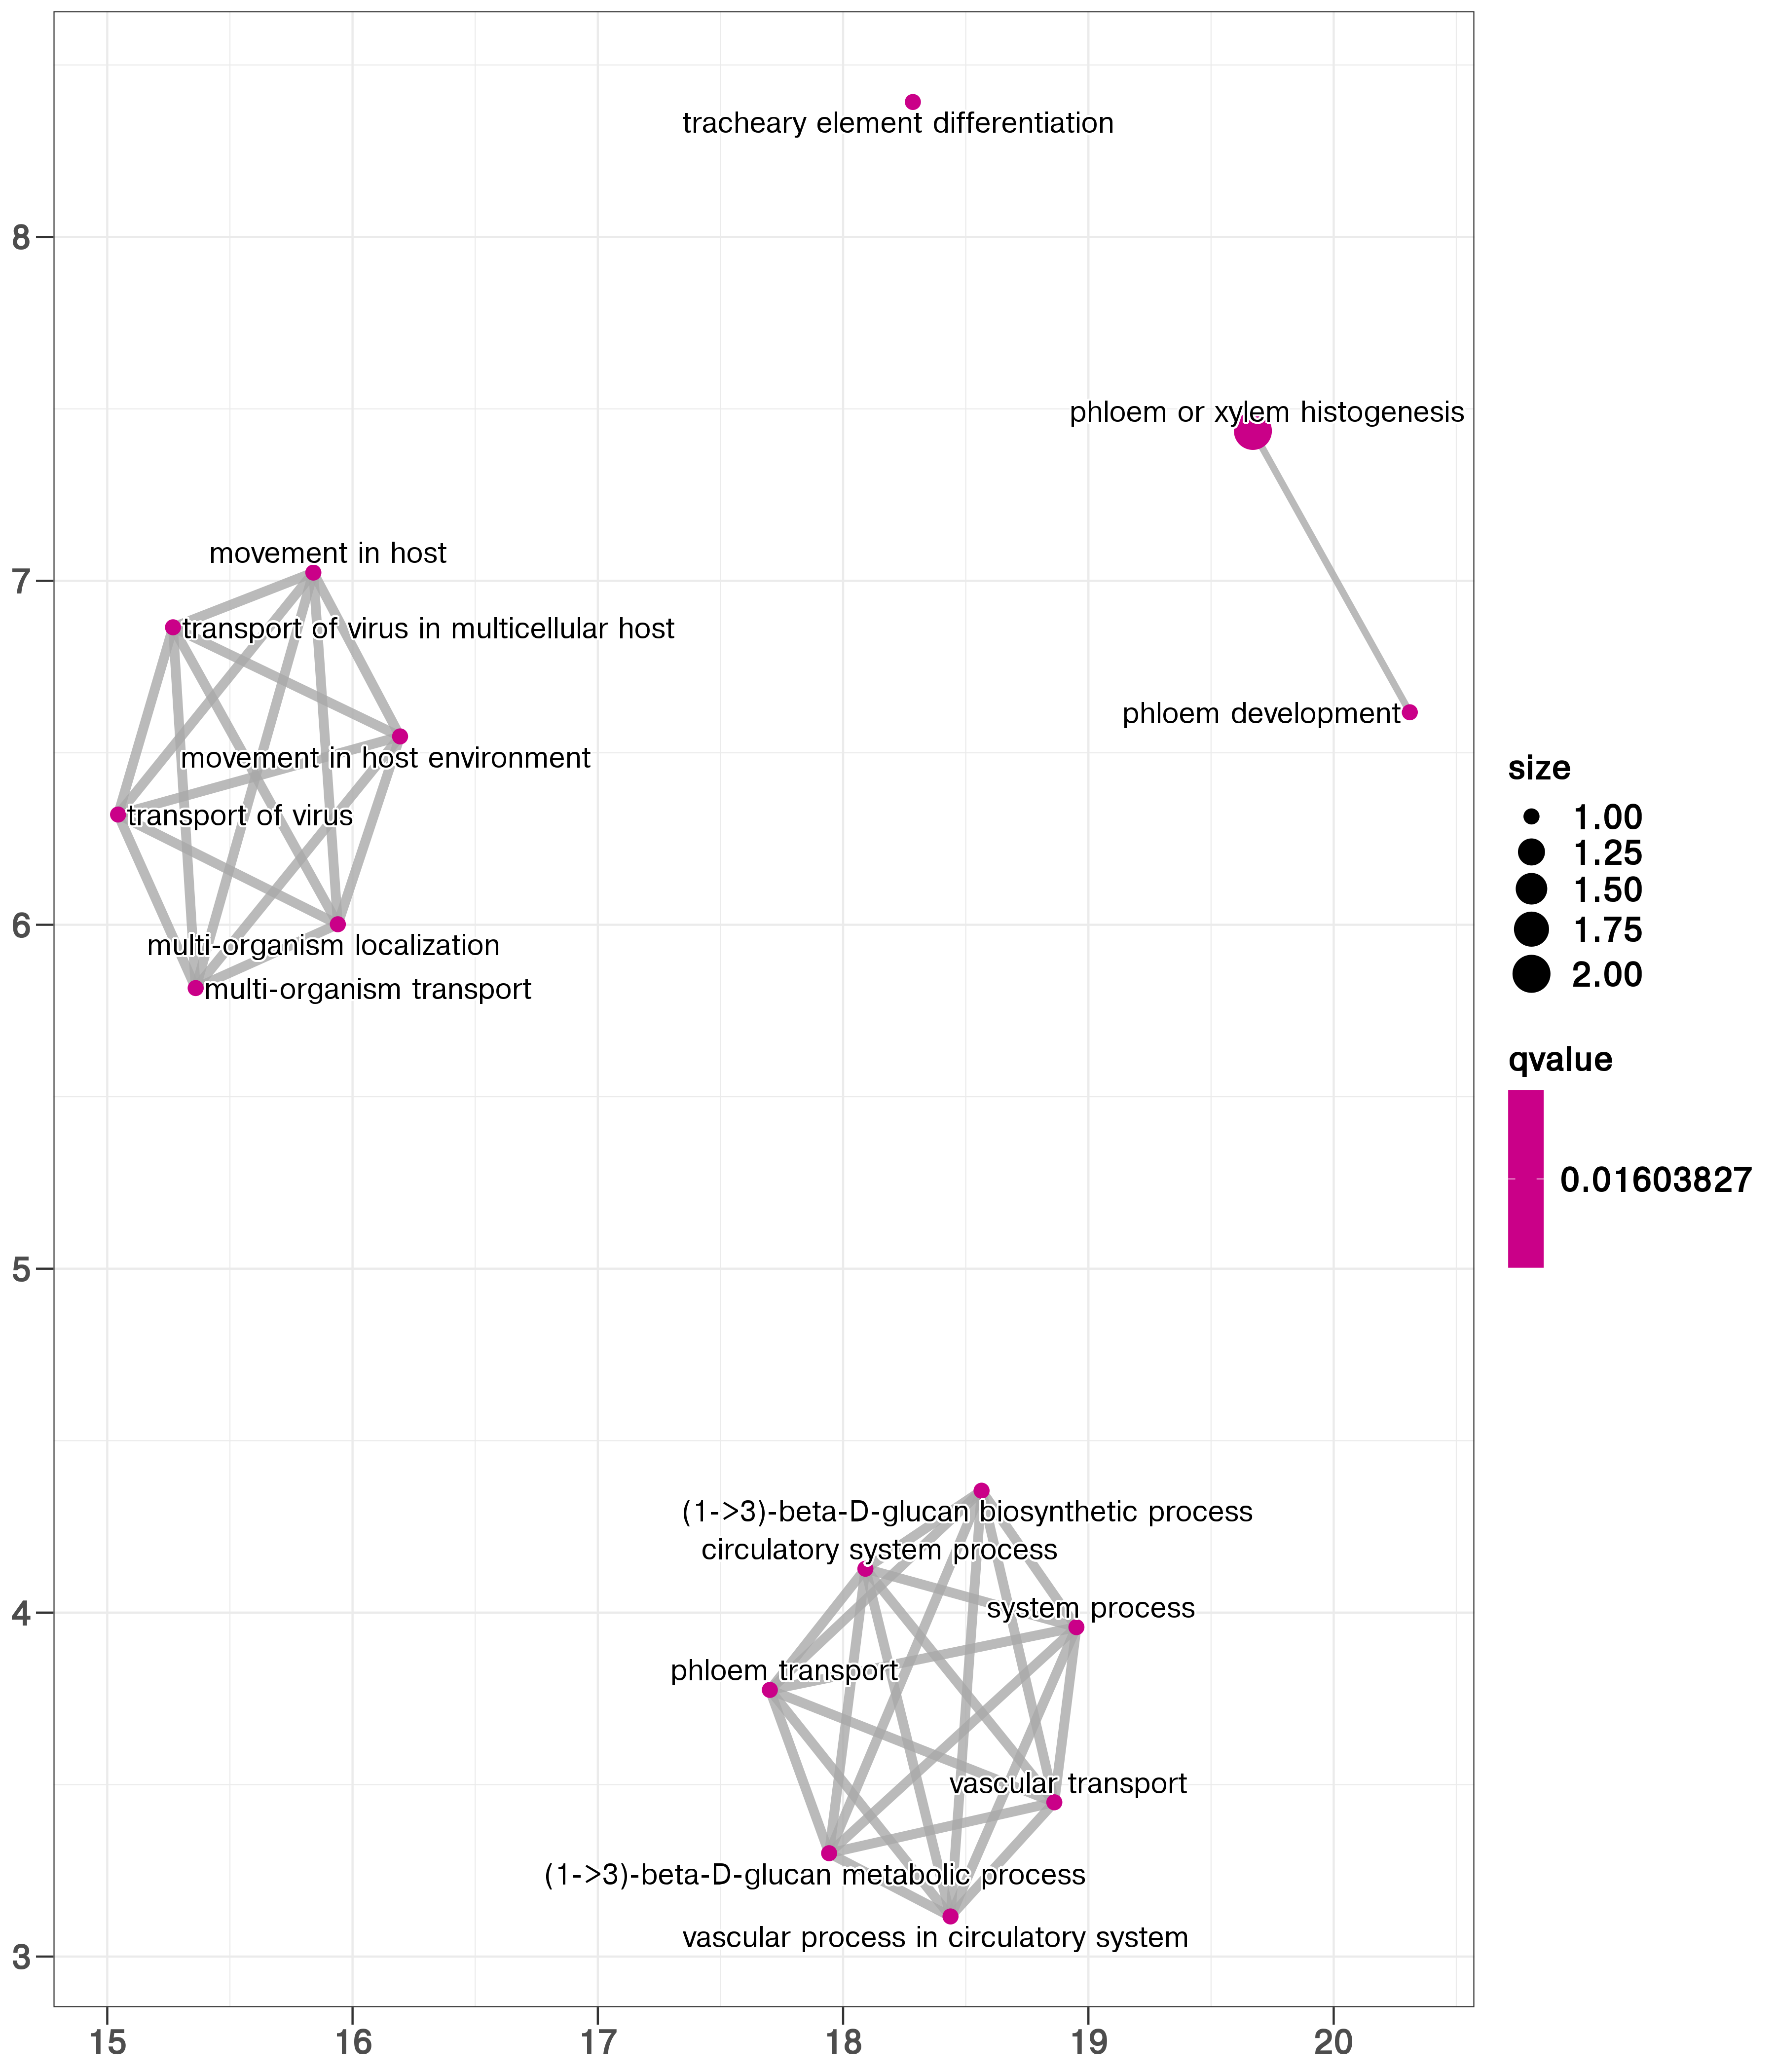 tracheary element differentiation
8
phloem or xylem histogenesis
movement in host
7
transport of virus in multicellular host
phloem development
movement in host environment
transport of virus
6
multi-organism localization
multi-organism transport
size
1.00
1.25
1.50
1.75
2.00
qvalue
0.01603827
5
(1->3)-beta-D-glucan biosynthetic process
circulatory system process
4
system process
phloem transport
vascular transport
(1->3)-beta-D-glucan metabolic process
vascular process in circulatory system
3
15 16 17 18 19 20